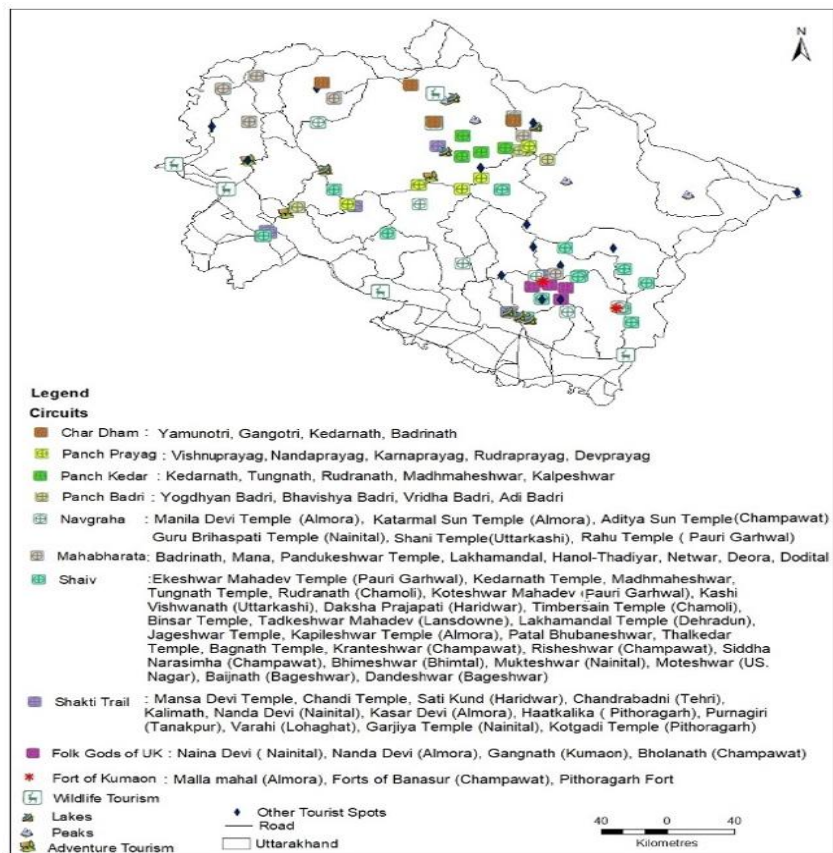 N
Legend
Circuits
Char Dham : Yamunotri, Gangotri, Kedarnath, Badrinath
Panch Prayag : Vishnuprayag, Nandaprayag, Karnaprayag, Rudraprayag, Devprayag
Panch Kedar : Kedarnath, Tungnath, Rudranath, Madhmaheshwar, Kalpeshwar
Panch Badri : Yogdhyan Badri, Bhavishya Badri, Vridha Badri, Adi Badri
Navgraha : Manila Devi Temple (Almora), Katarmal Sun Temple (Almora), Aditya Sun Temple(Champawat)
Guru Brihaspati Temple (Nainital), Shani Temple(Uttarkashi), Rahu Temple ( Pauri Garhwal)
Mahabharata: Badrinath, Mana, Pandukeshwar Temple, Lakhamandal, Hanol-Thadiyar, Netwar, Deora, Dodital
Shaiv :Ekeshwar Mahadev Temple (Pauri Garhwal), Kedarnath Temple, Madhmaheshwar,
Tungnath Temple, Rudranath (Chamoli), Koteshwar Mahadev (Pauri Garhwal), Kashi
Vishwanath (Uttarkashi), Daksha Prajapati (Haridwar), Timbersain Temple (Chamoli),
Binsar Temple, Tadkeshwar Mahadev (Lansdowne), Lakhamandal Temple (Dehradun),
Jageshwar Temple, Kapileshwar Temple (Almora), Patal Bhubaneshwar, Thalkedar
Temple, Bagnath Temple, Kranteshwar (Champawat), Risheshwar (Champawat), Siddha
Narasimha (Champawat), Bhimeshwar (Bhimtal), Mukteshwar (Nainital), Moteshwar (US.
Nagar), Baijnath (Bageshwar), Dandeshwar (Bageshwar)
Shakti Trail : Mansa Devi Temple, Chandi Temple, Sati Kund (Haridwar), Chandrabadni (Tehri),
Kalimath, Nanda Devi (Nainital), Kasar Devi (Almora), Haatkalika ( Pithoragarh), Purnagiri
(Tanakpur), Varahi (Lohaghat), Garjiya Temple (Nainital), Kotgadi Temple (Pithoragarh)
Folk Gods of UK : Naina Devi ( Nainital), Nanda Devi (Almora), Gangnath (Kumaon), Bholanath (Champawat)
Fort of Kumaon : Malla mahal (Almora), Forts of Banasur (Champawat), Pithoragarh Fort
Wildlife Tourism
Lakes
Peaks
Adventure Tourism
Other Tourist Spots
Road
Uttarakhand
40 0 40
Kilometres